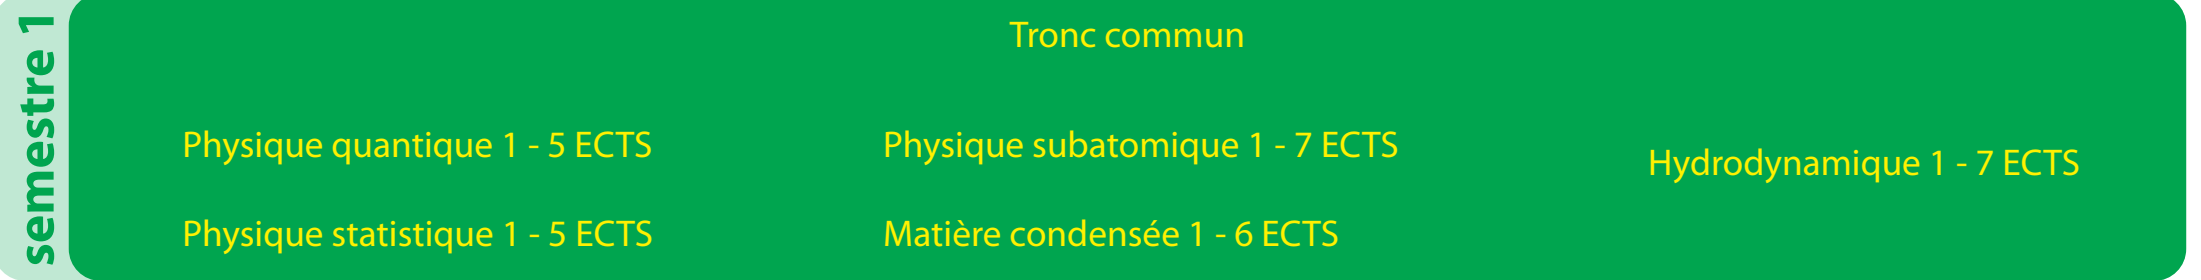 semestre 1
Tronc commun
Physique quantique 1 - 5 ECTS
Physique statistique 1 - 5 ECTS
Physique subatomique 1 - 7 ECTS
Matière condensée 1 - 6 ECTS
Hydrodynamique 1 - 7 ECTS